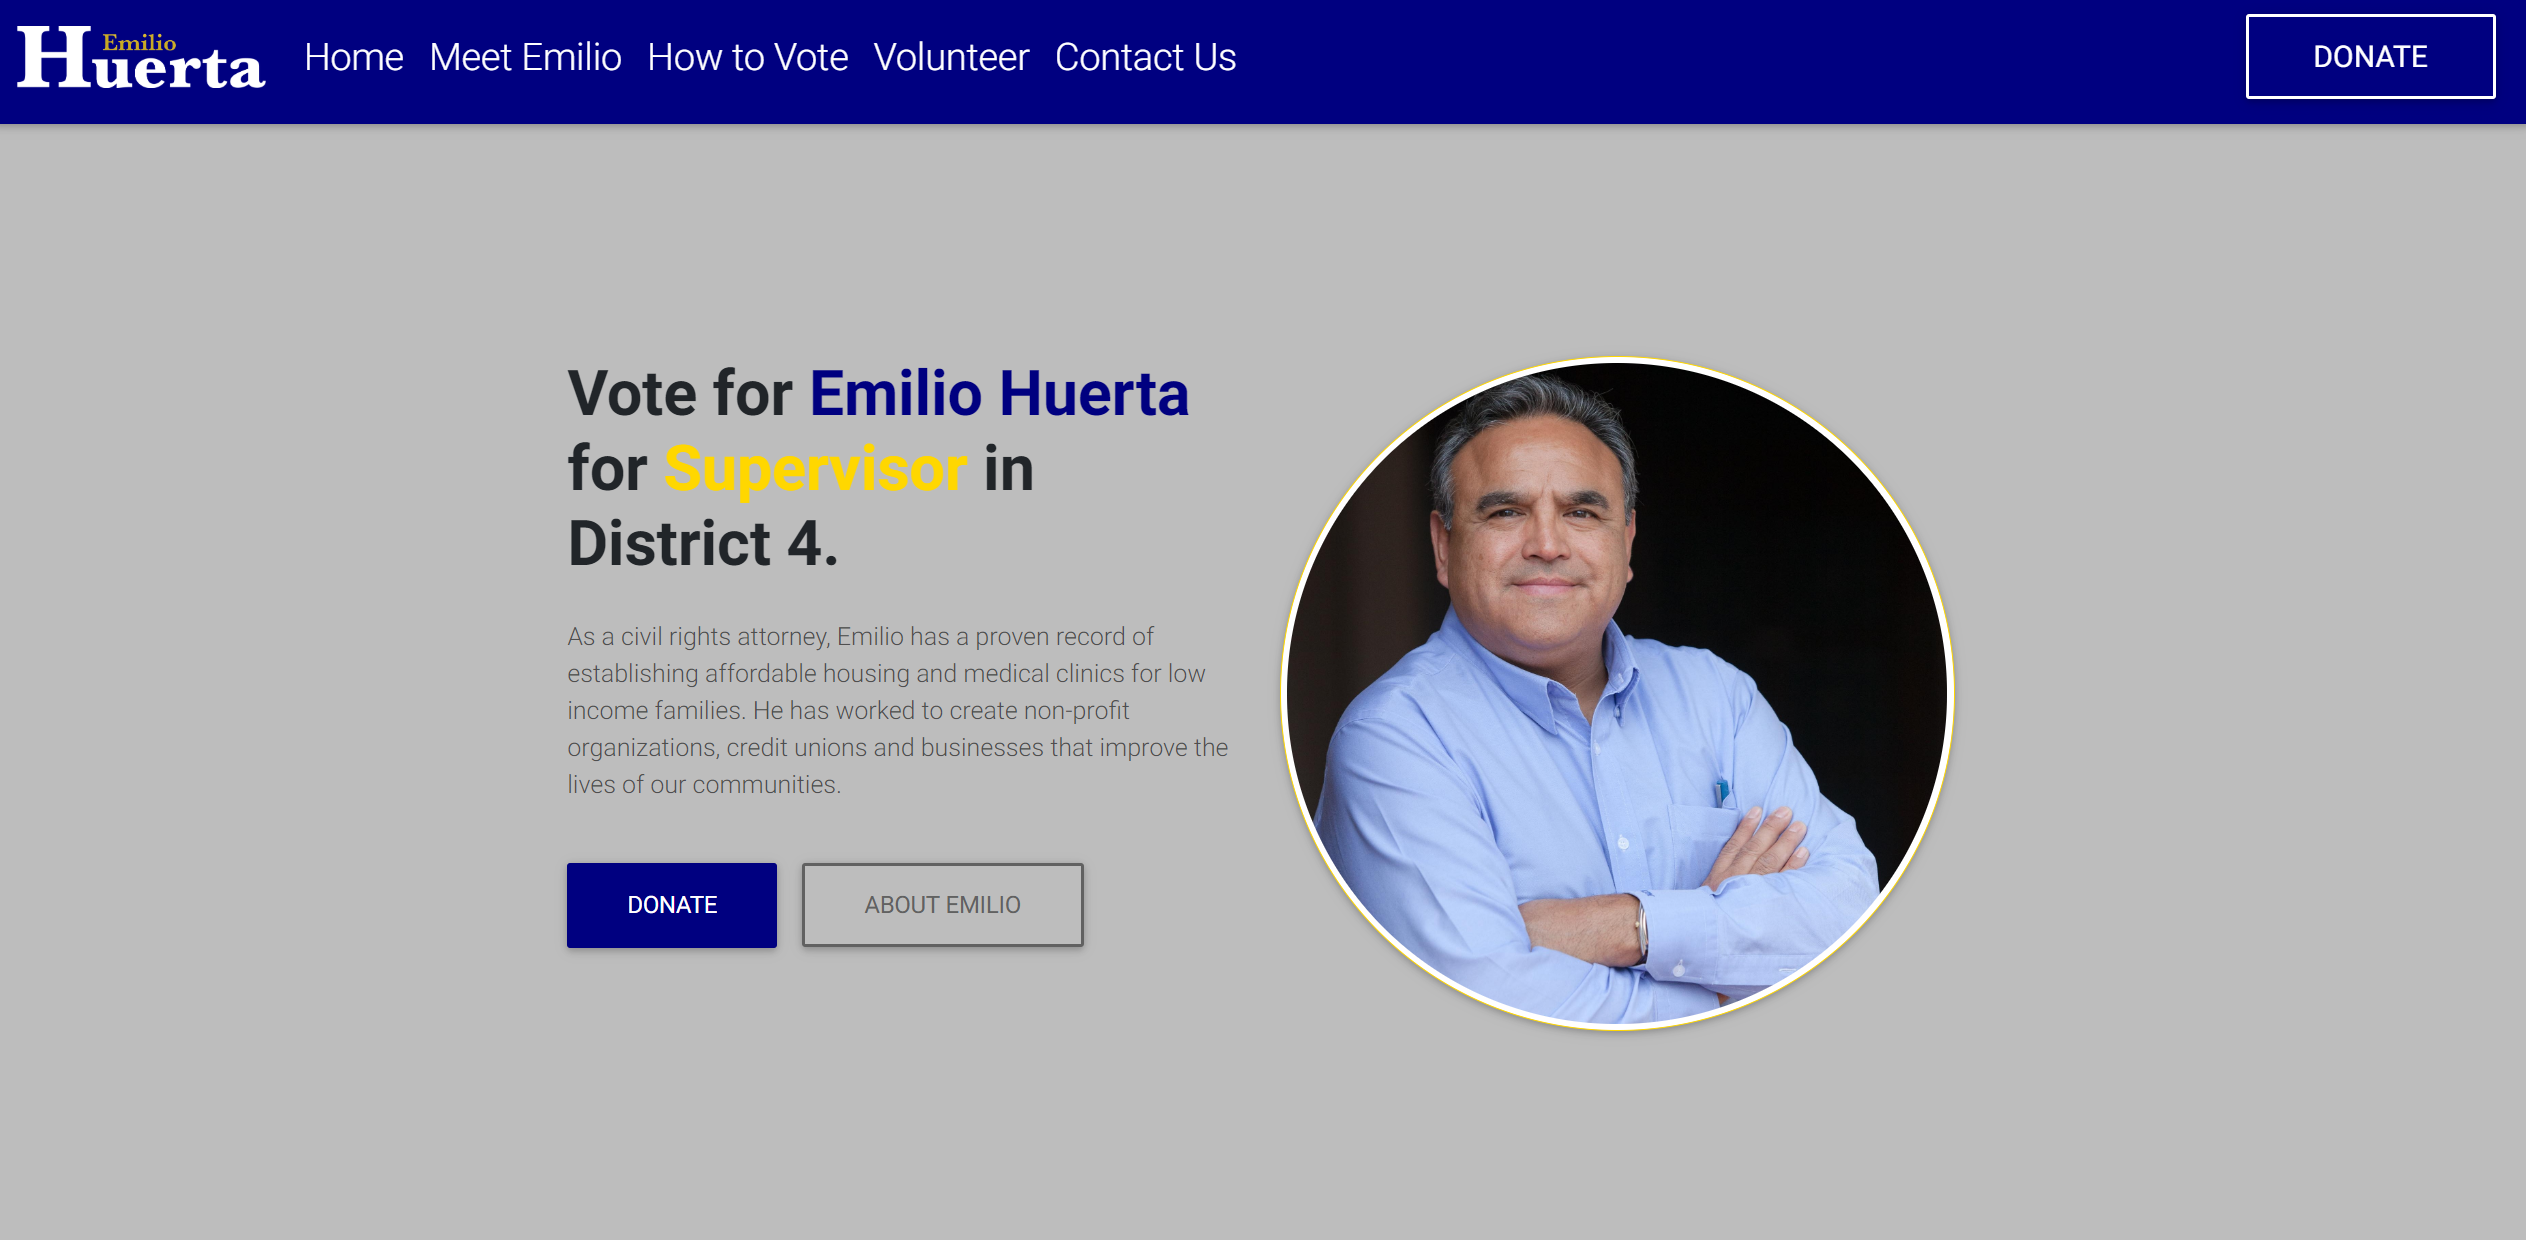 Emilio
Huerta
Home Meet Emilio How to Vote Volunteer Contact Us
DONATE
Vote for Emilio Huerta
for Supervisor in
District 4.
As a civil rights attorney, Emilio has a proven record of
establishing affordable housing and medical clinics for low
income families. He has worked to create non-profit
organizations, credit unions and businesses that improve the
lives of our communities.
DONATE
ABOUT EMILIO